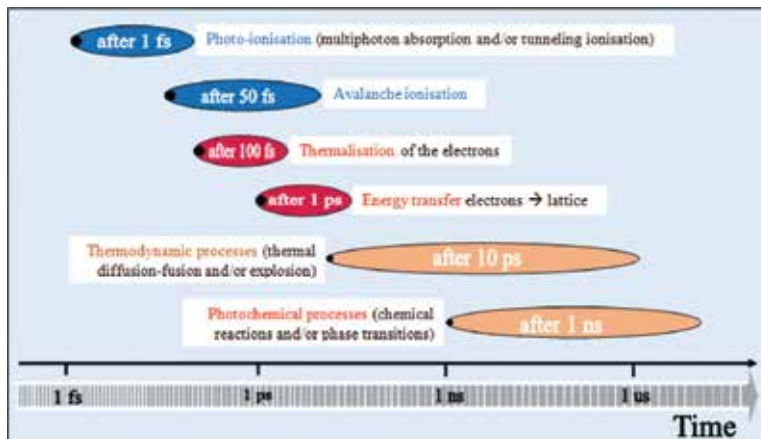 after 1 fs Photo-ionisation (multiphoton absorption and/or tunneling ionisation)
after 50 fs Avalanche ionisation
after 100 fs Thermalisation of the electrons
after 1 ps Energy transfer electrons → lattice
Thermodynamic processes (thermal
diffusion-fusion and/or explosion)
after 10 ps
Photochemical processes (chemical
reactions and/or phase transitions)
after 1 ns
1 fs 1 ps 1 ns 1 us
Time